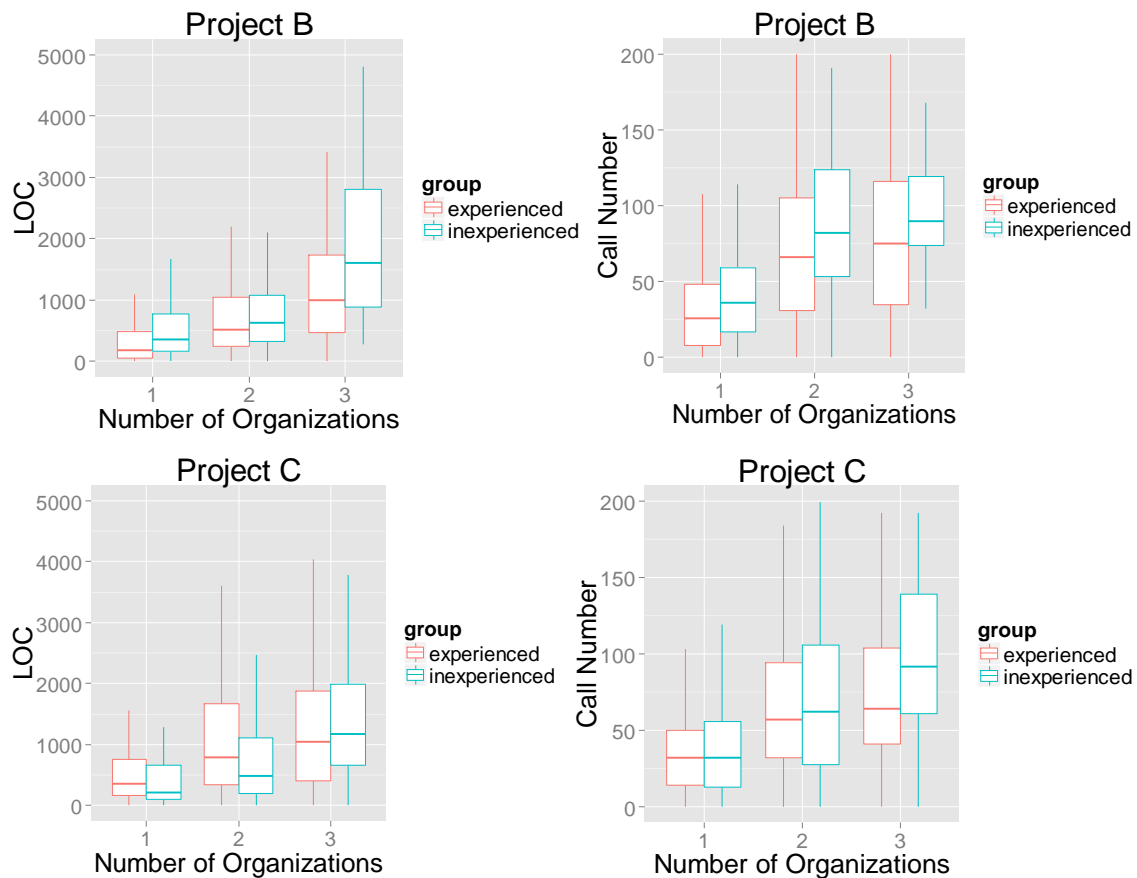 Project B
LOC
5000
4000
3000
2000
1000
0
1 2 3
Number of Organizations
group
experienced
inexperienced
Project B
Call Number
200
150
100
50
0
1 2 3
Number of Organizations
group
experienced
inexperienced
Project C
LOC
5000
4000
3000
2000
1000
0
1 2 3
Number of Organizations
group
experienced
inexperienced
Project C
Call Number
200
150
100
50
0
1 2 3
Number of Organizations
group
experienced
inexperienced